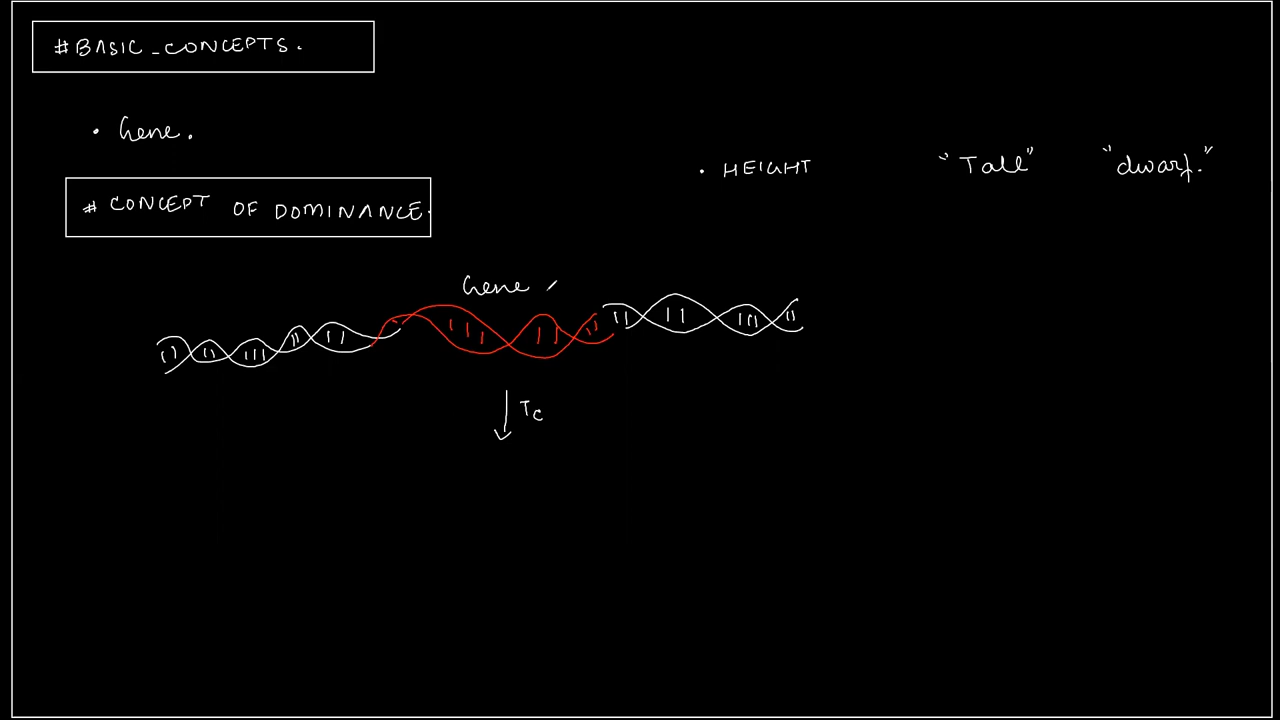 #BASIC_CONCEPTS.
• Gene.
• HEIGHT "Tall" "dwarf."
# CONCEPT OF DOMINANCE.
Gene
Tc